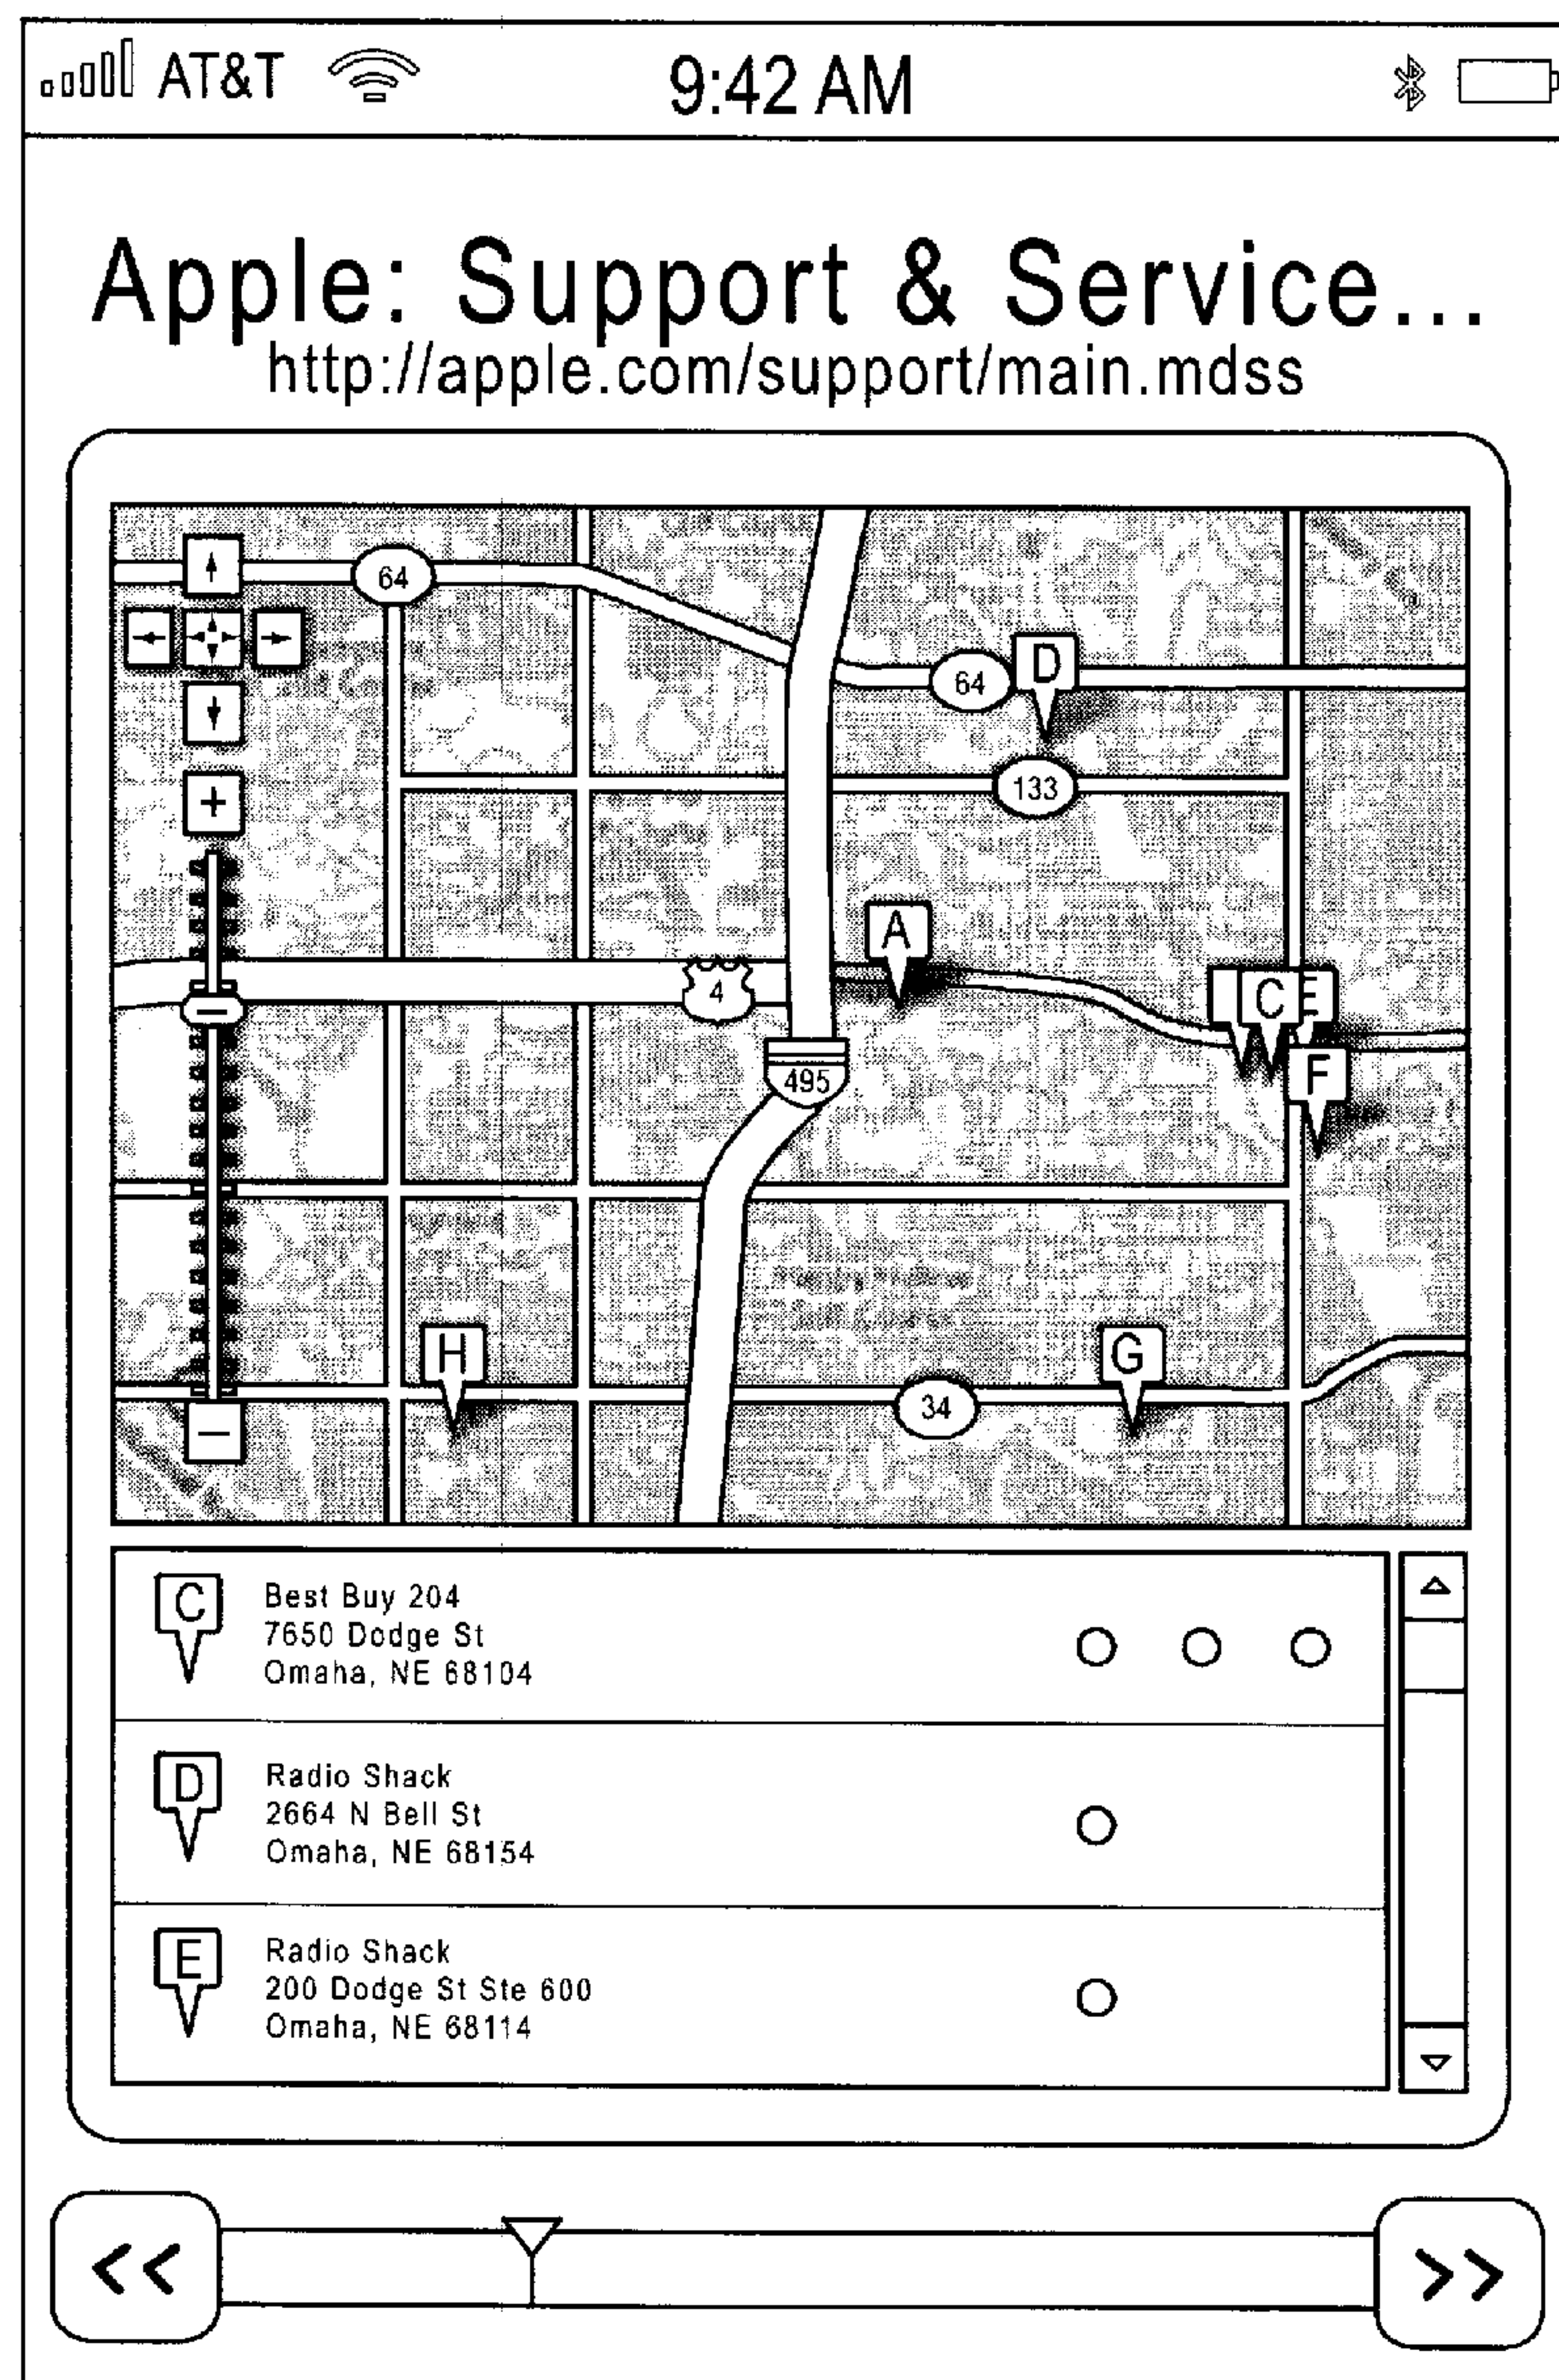 AT&T 9:42 AM
Apple: Support & Service...
http://apple.com/support/main.mdss
64
64
D
+
133
A
4
C E
–
495
F
H
G
34
–
C
Best Buy 204
7650 Dodge St
Omaha, NE 68104
D
Radio Shack
2664 N Bell St
Omaha, NE 68154
E
Radio Shack
200 Dodge St Ste 600
Omaha, NE 68114
<< >>